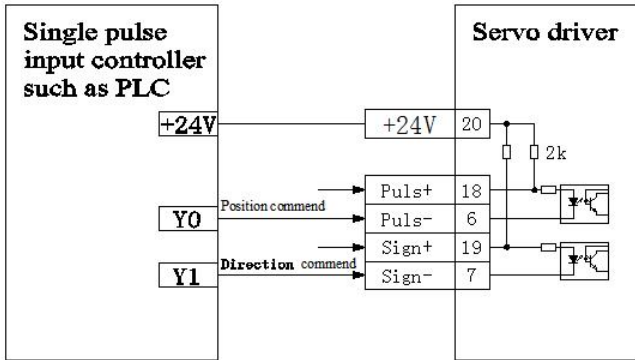 Single pulse
input controller
such as PLC
Servo driver
+24V
+24V 20
2k
Puls+ 18
Position commend
Y0
Puls- 6
Sign+ 19
Direction commend
Y1
Sign- 7